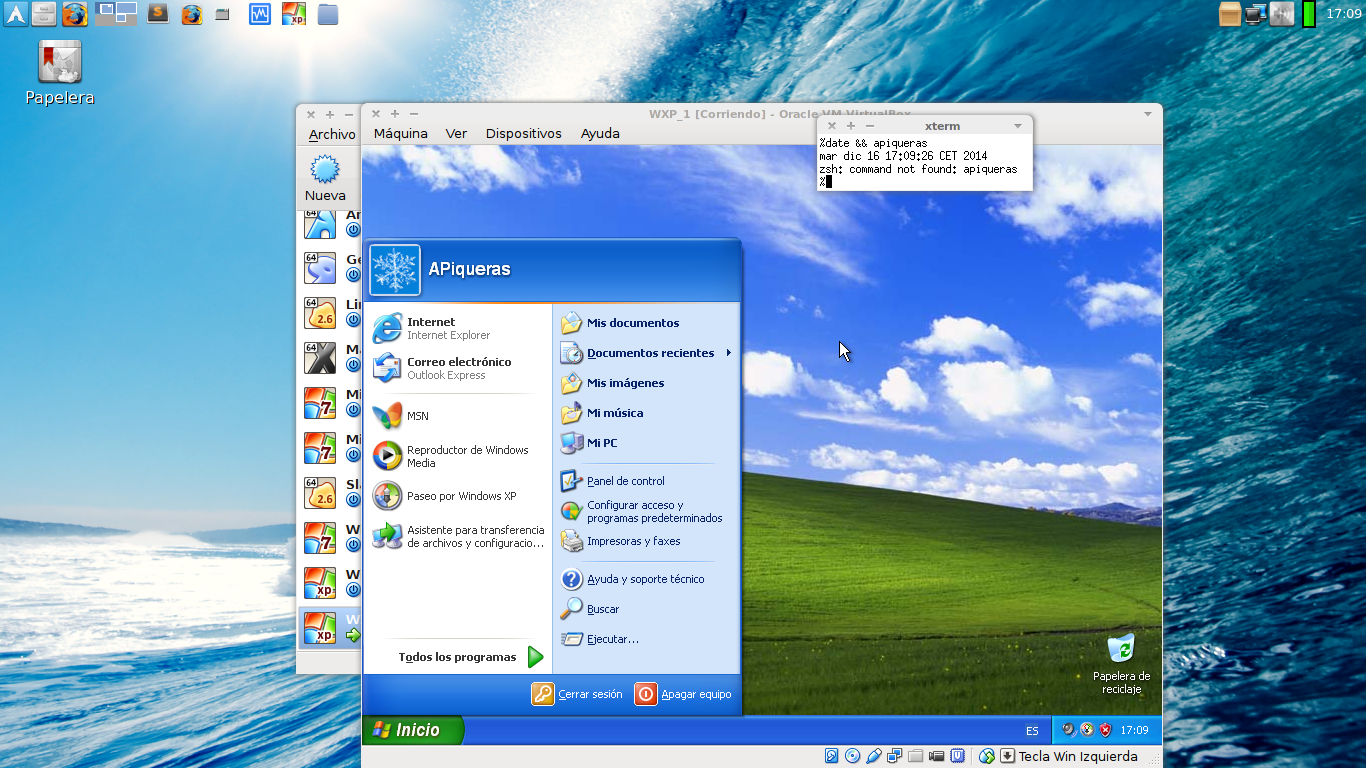 17:09
Papelera
WXP_1 [Corriendo] - Oracle VM VirtualBox
Archivo
Máquina Ver Dispositivos Ayuda
Nueva
xterm
%date && apiqueras
mar dic 16 17:09:26 CET 2014
zsh: command not found: apiqueras
%
64
64
Ge
64
2.6
Li
64
X
7
Mi
7
Mi
64
2.6
Sl
7
W
xp
W
xp
W
APiqueras
Internet
Internet Explorer
Correo electrónico
Outlook Express
MSN
Reproductor de Windows
Media
Paseo por Windows XP
Asistente para transferencia
de archivos y configuracio...
Todos los programas
Mis documentos
Documentos recientes
Mis imágenes
Mi música
Mi PC
Panel de control
Configurar acceso y
programas predeterminados
Impresoras y faxes
Ayuda y soporte técnico
Buscar
Ejecutar...
Cerrar sesión Apagar equipo
Papelera de
reciclaje
Inicio
ES 17:09
Tecla Win Izquierda